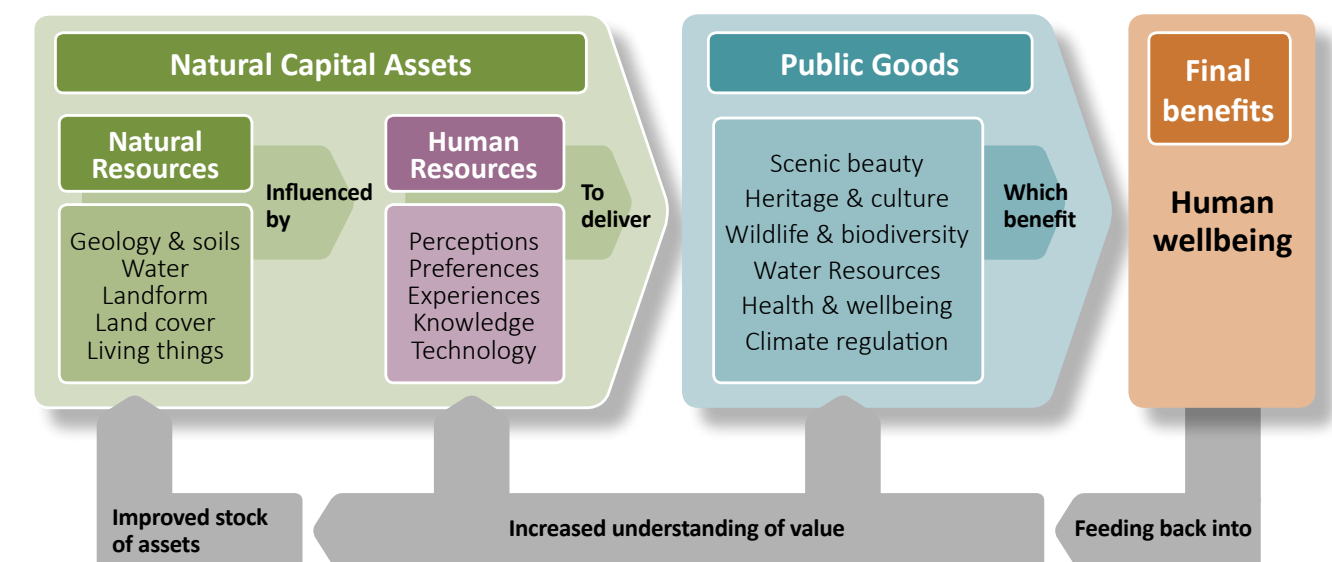 Natural Capital Assets
Natural
Resources
Geology & soils
Water
Landform
Land cover
Living things
Influenced
by
Human
Resources
Perceptions
Preferences
Experiences
Knowledge
Technology
To
deliver
Public Goods
Scenic beauty
Heritage & culture
Wildlife & biodiversity
Water Resources
Health & wellbeing
Climate regulation
Which
benefit
Final
benefits
Human
wellbeing
Improved stock
of assets
Increased understanding of value
Feeding back into